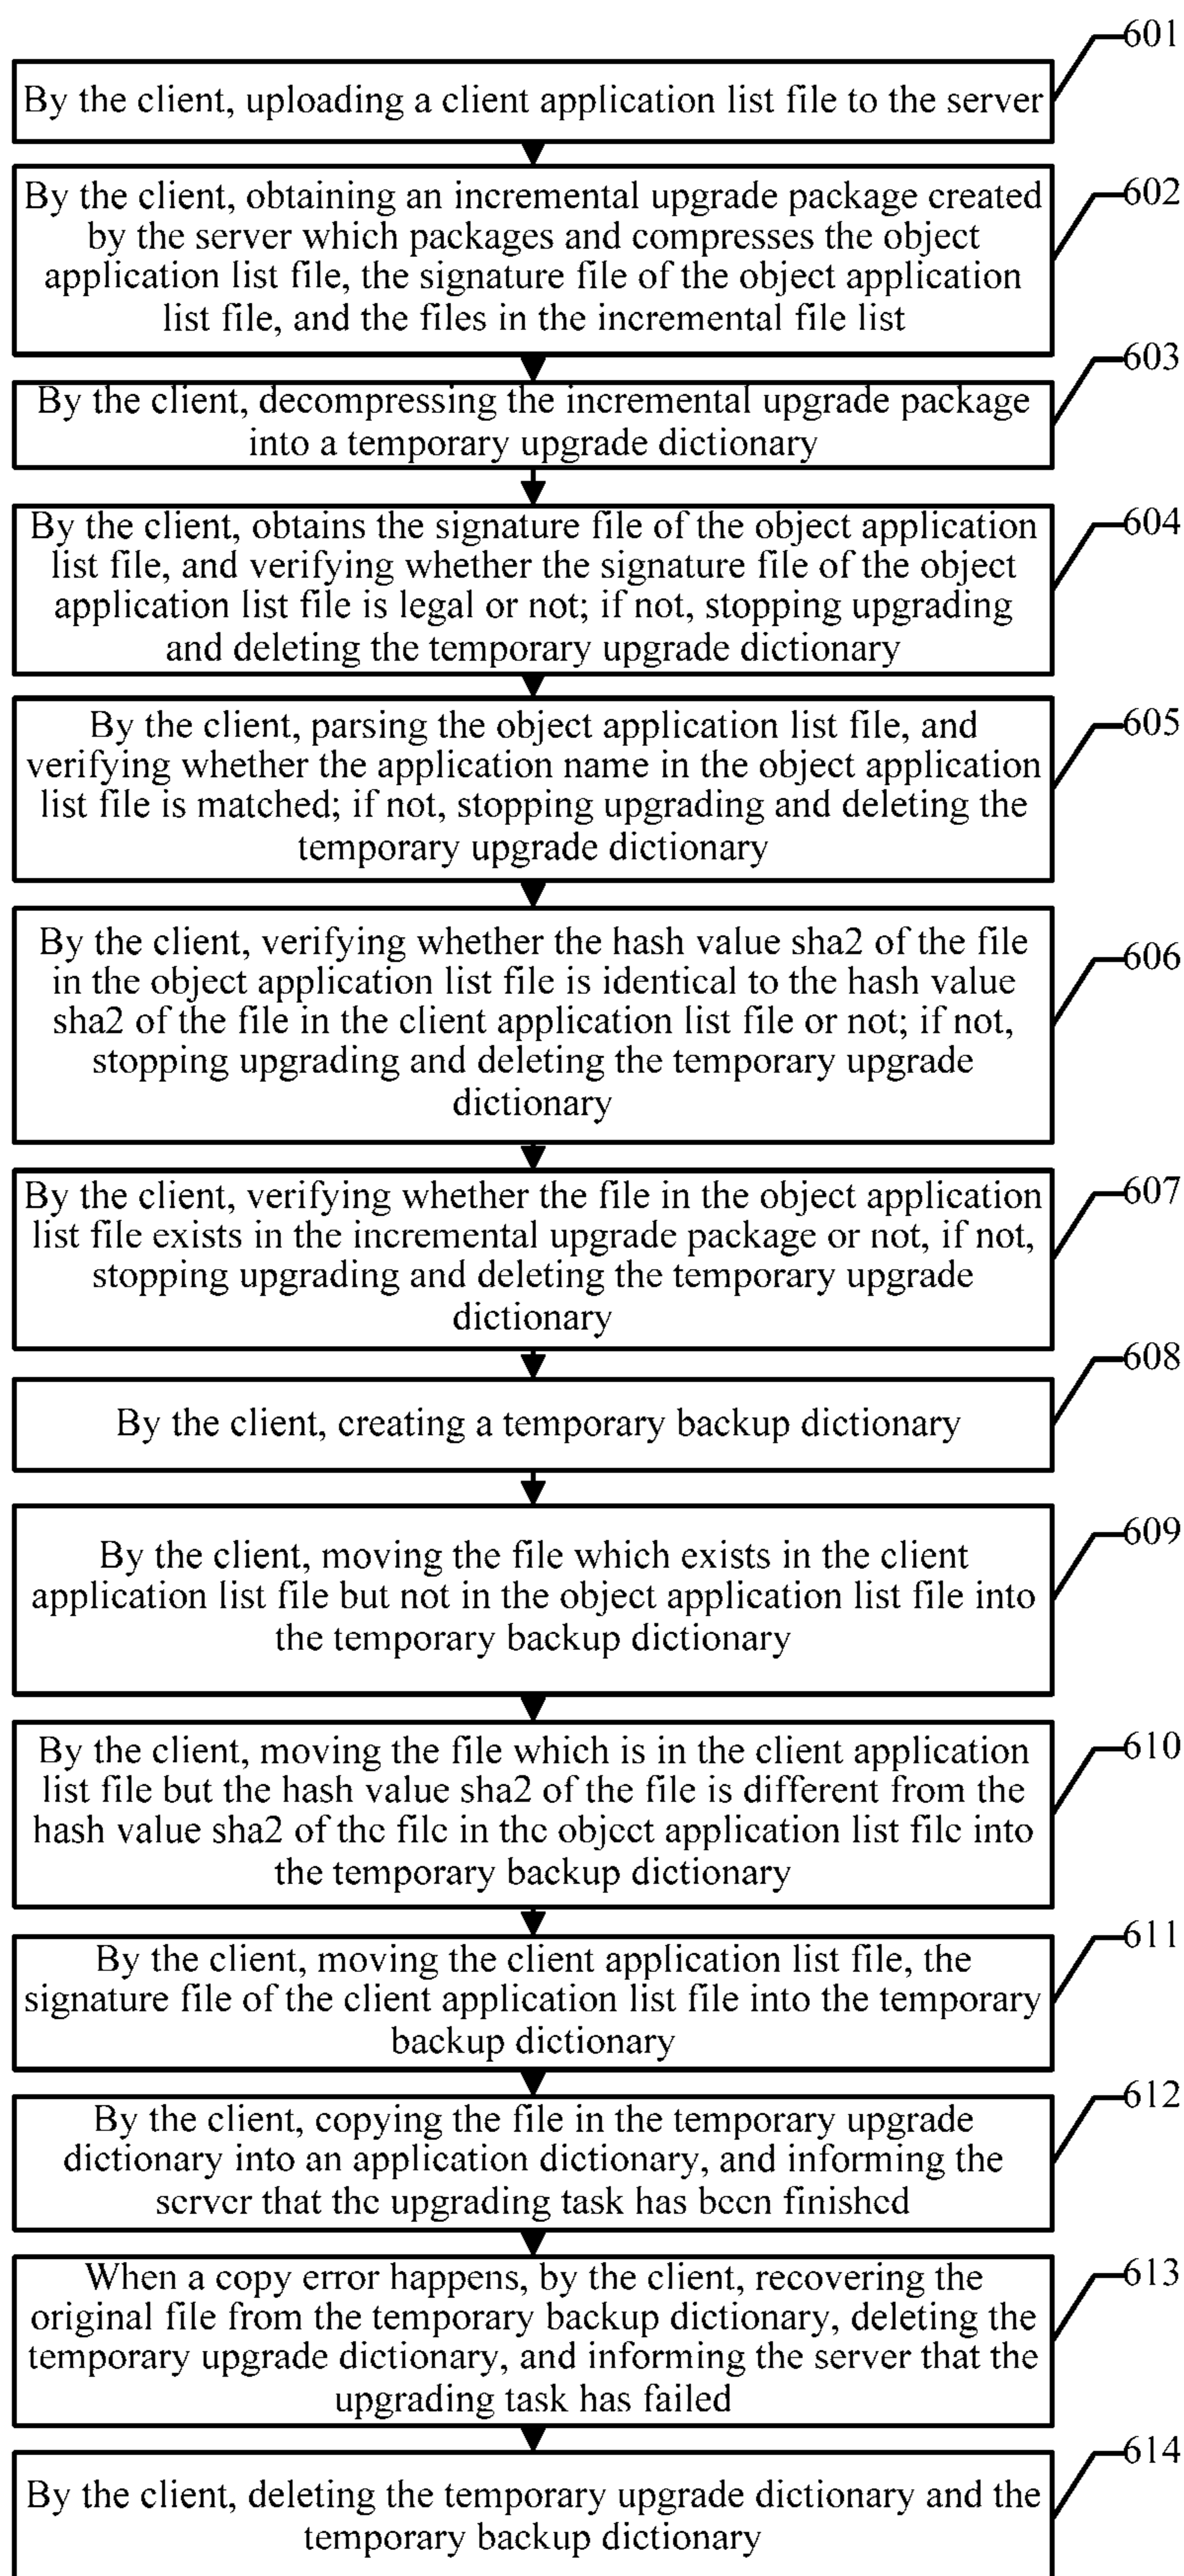 601
By the client, uploading a client application list file to the server
602
By the client, obtaining an incremental upgrade package created
by the server which packages and compresses the object
application list file, the signature file of the object application
list file, and the files in the incremental file list
603
By the client, decompressing the incremental upgrade package
into a temporary upgrade dictionary
604
By the client, obtains the signature file of the object application
list file, and verifying whether the signature file of the object
application list file is legal or not; if not, stopping upgrading
and deleting the temporary upgrade dictionary
605
By the client, parsing the object application list file, and
verifying whether the application name in the object application
list file is matched; if not, stopping upgrading and deleting the
temporary upgrade dictionary
606
By the client, verifying whether the hash value sha2 of the file
in the object application list file is identical to the hash value
sha2 of the file in the client application list file or not; if not,
stopping upgrading and deleting the temporary upgrade
dictionary
607
By the client, verifying whether the file in the object application
list file exists in the incremental upgrade package or not, if not,
stopping upgrading and deleting the temporary upgrade
dictionary
608
By the client, creating a temporary backup dictionary
609
By the client, moving the file which exists in the client
application list file but not in the object application list file into
the temporary backup dictionary
610
By the client, moving the file which is in the client application
list file but the hash value sha2 of the file is different from the
hash value sha2 of the file in the object application list file into
the temporary backup dictionary
611
By the client, moving the client application list file, the
signature file of the client application list file into the temporary
backup dictionary
612
By the client, copying the file in the temporary upgrade
dictionary into an application dictionary, and informing the
server that the upgrading task has been finished
613
When a copy error happens, by the client, recovering the
original file from the temporary backup dictionary, deleting the
temporary upgrade dictionary, and informing the server that the
upgrading task has failed
614
By the client, deleting the temporary upgrade dictionary and the
temporary backup dictionary